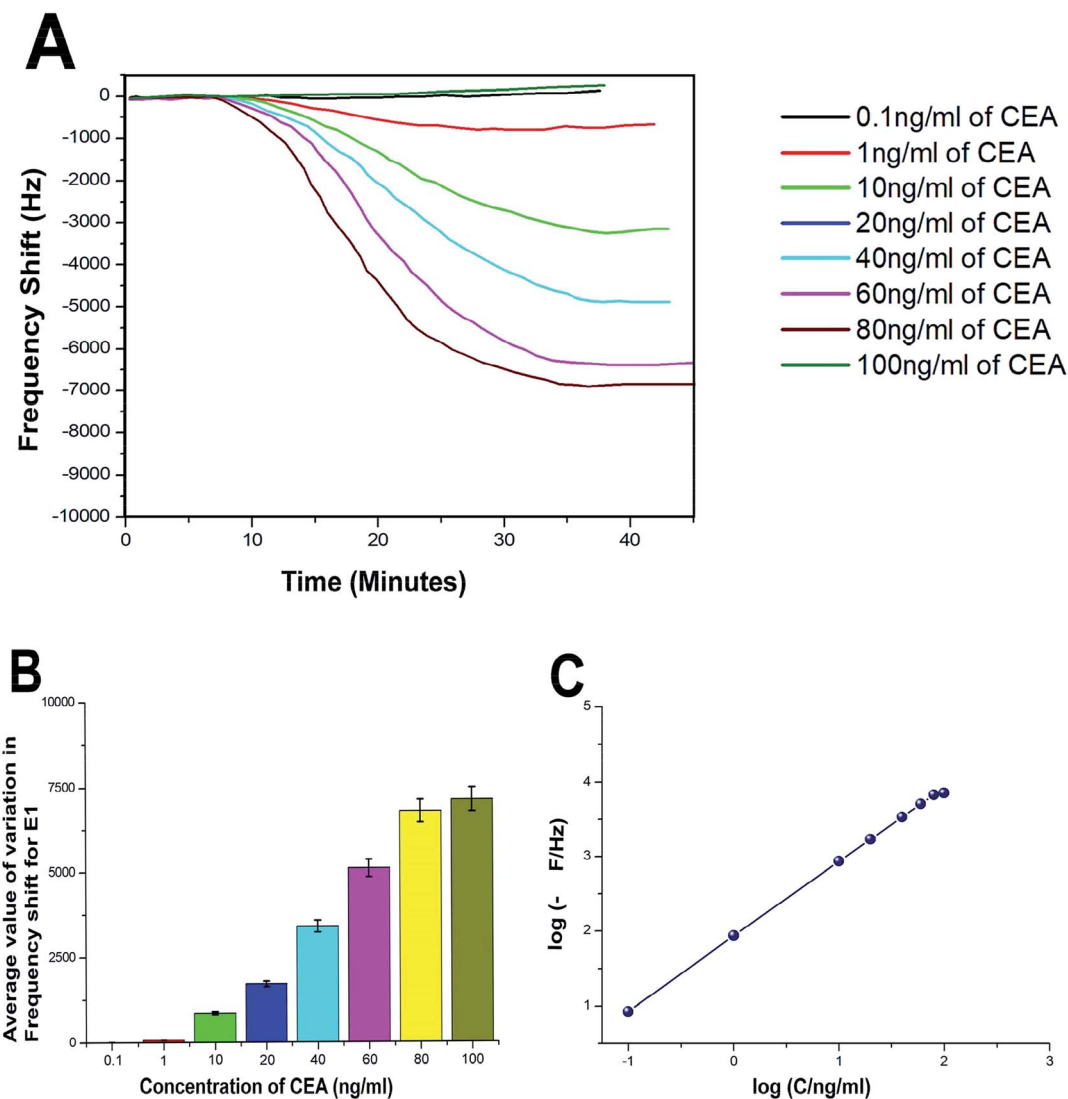 A
0
-1000
-2000
-3000
-4000
-5000
-6000
-7000
-8000
-9000
-10000
Frequency Shift (Hz)
0 10 20 30 40
Time (Minutes)
0.1ng/ml of CEA
1ng/ml of CEA
10ng/ml of CEA
20ng/ml of CEA
40ng/ml of CEA
60ng/ml of CEA
80ng/ml of CEA
100ng/ml of CEA
B
10000
7500
5000
2500
0
Average value of variation in
Frequency shift for E1
0.1 1 10 20 40 60 80 100
Concentration of CEA (ng/ml)
C
5
4
3
2
1
log (- F/Hz)
-1 0 1 2 3
log (C/ng/ml)